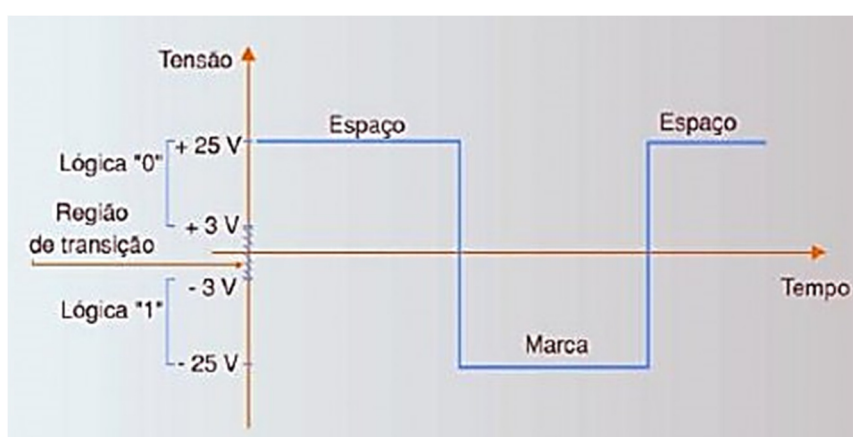 Tensão
Espaço
Espaço
+ 25 V
Lógica "0"
Região
de transição
+ 3 V
- 3 V
Tempo
Lógica "1"
Marca
- 25 V